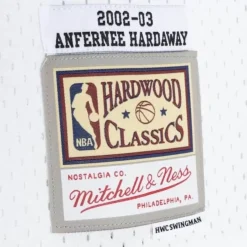 2002-03
ANFERNEE HARDAWAY
NBA
HARDWOOD
CLASSICS
NOSTALGIA CO.
Mitchell & Ness
PHILADELPHIA, PA.
HWC SWINGMAN